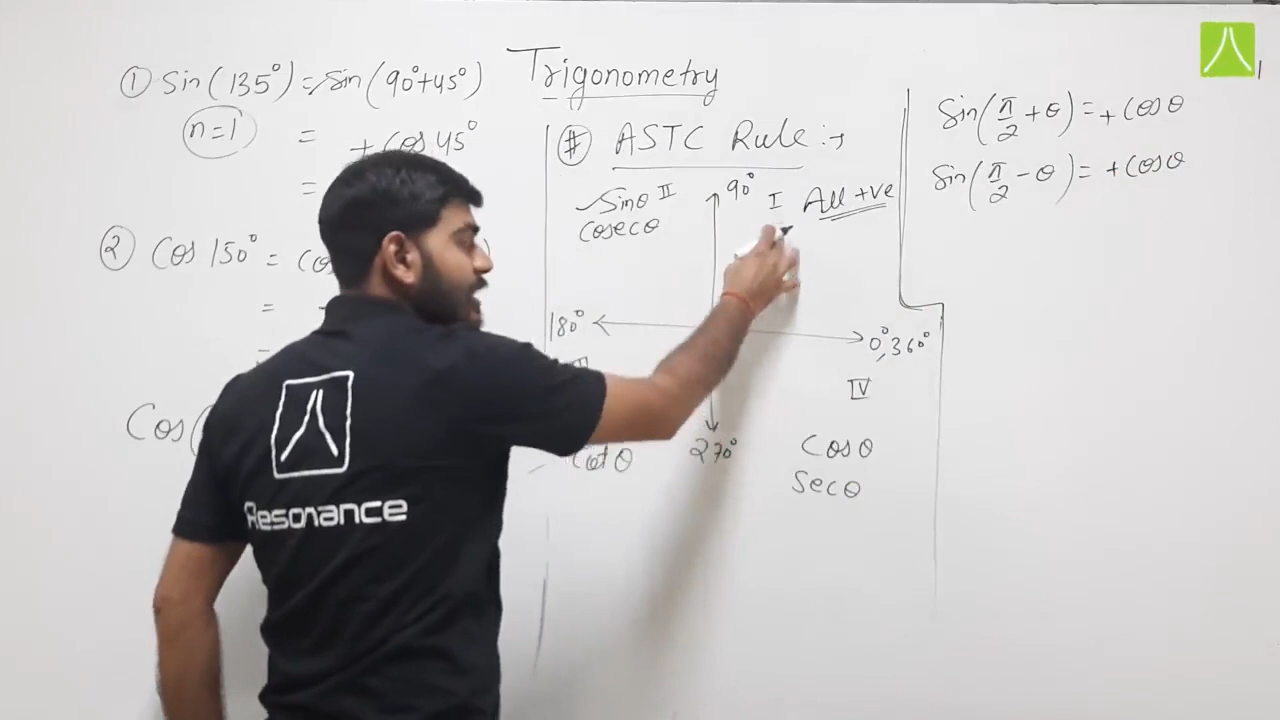 Trigonometry
① Sin(135°) = Sin(90°+45°)
n=1
= + Cos 45°
=
② Cos 150° = Cos
=
=
Cos(
# ASTC Rule :→
Sinθ II
Cosecθ
90°
I All +ve
180°
0°, 360°
IV
Cotθ
270°
Cosθ
Secθ
Sin(π/2 + θ) = + Cosθ
Sin(π/2 - θ) = + Cosθ
Resonance